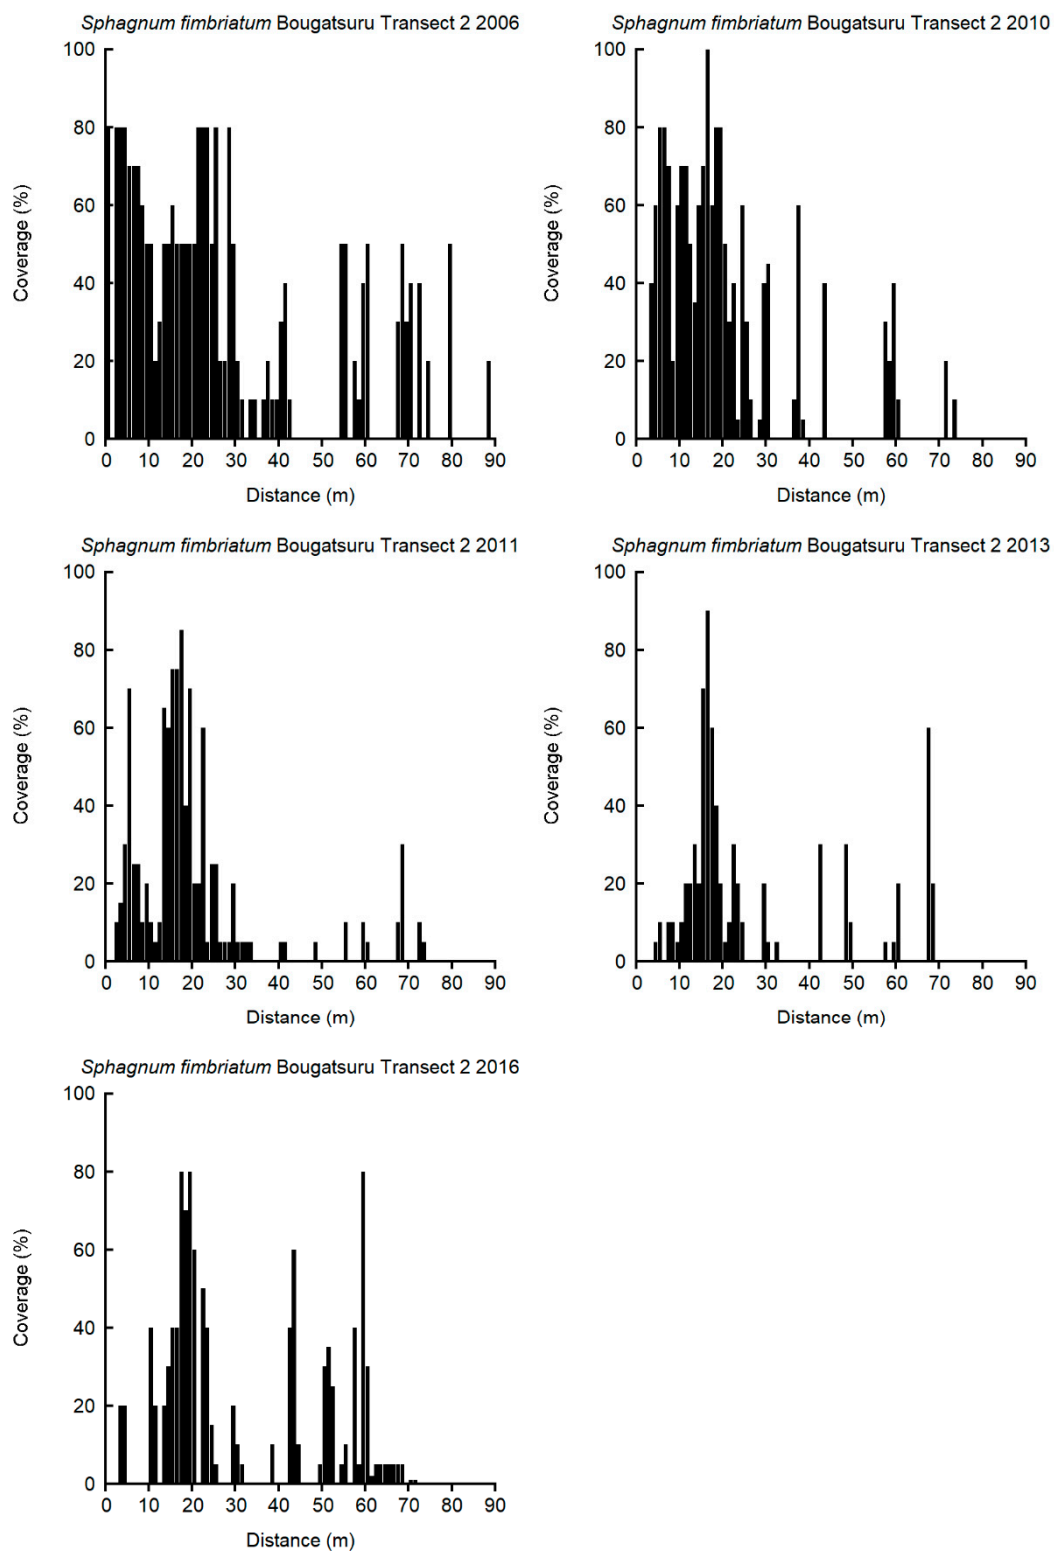 Sphagnum fimbriatum Bougatsuru Transect 2 2006
100
80
60
40
20
0
Coverage (%)
0 10 20 30 40 50 60 70 80 90
Distance (m)
Sphagnum fimbriatum Bougatsuru Transect 2 2010
100
80
60
40
20
0
Coverage (%)
0 10 20 30 40 50 60 70 80 90
Distance (m)
Sphagnum fimbriatum Bougatsuru Transect 2 2011
100
80
60
40
20
0
Coverage (%)
0 10 20 30 40 50 60 70 80 90
Distance (m)
Sphagnum fimbriatum Bougatsuru Transect 2 2013
100
80
60
40
20
0
Coverage (%)
0 10 20 30 40 50 60 70 80 90
Distance (m)
Sphagnum fimbriatum Bougatsuru Transect 2 2016
100
80
60
40
20
0
Coverage (%)
0 10 20 30 40 50 60 70 80 90
Distance (m)